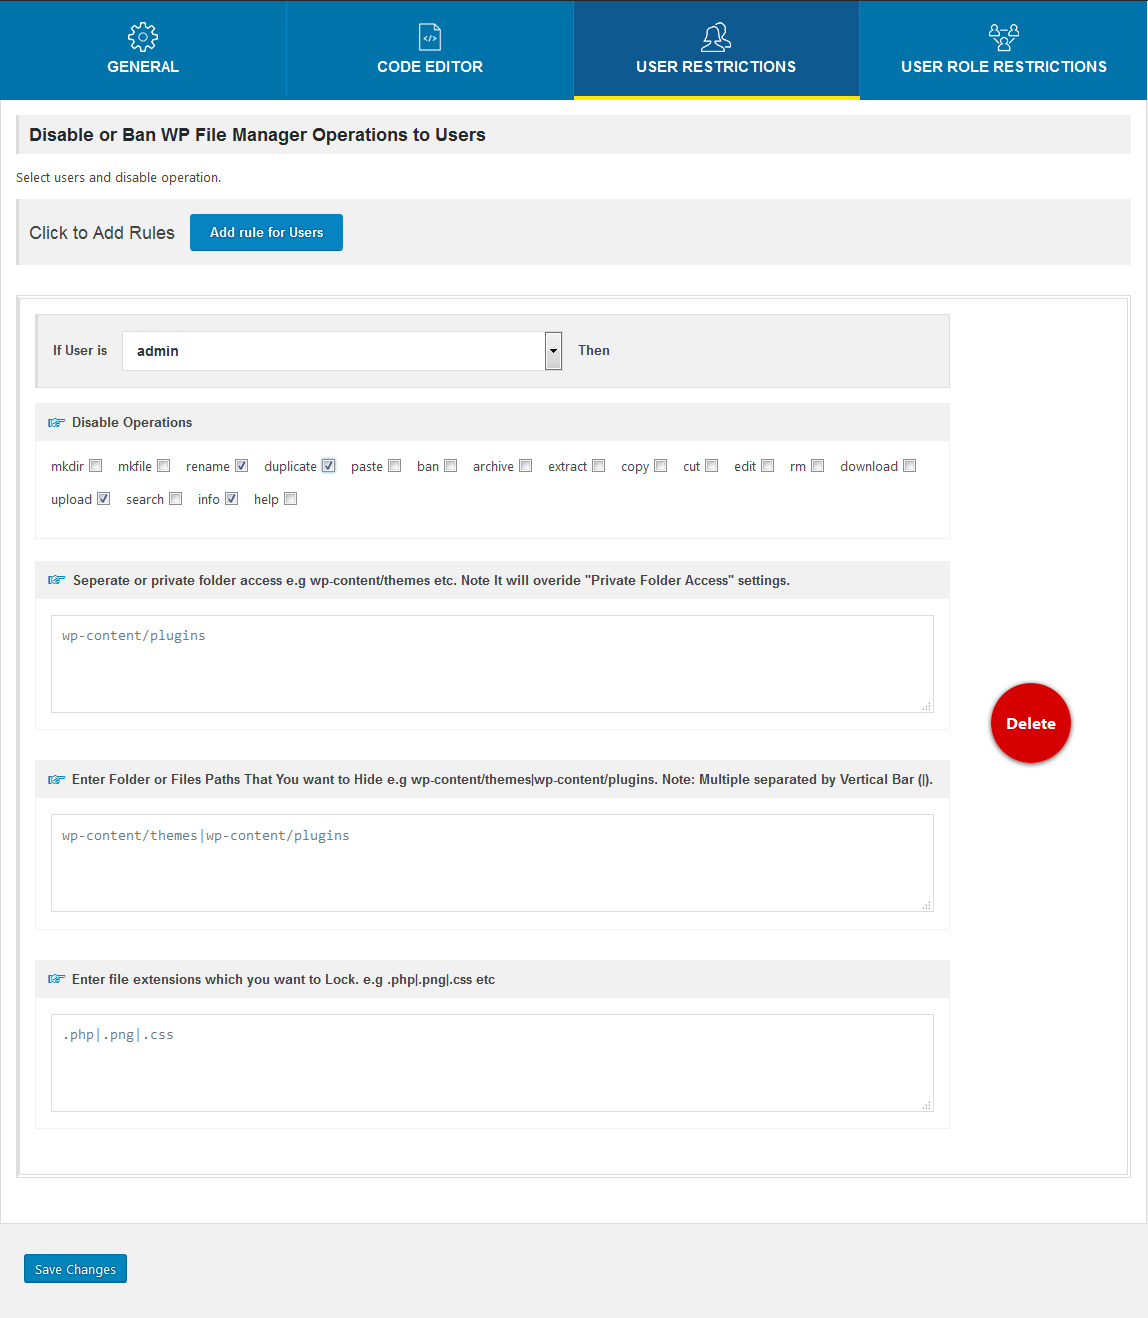 GENERAL
CODE EDITOR
USER RESTRICTIONS
USER ROLE RESTRICTIONS
Disable or Ban WP File Manager Operations to Users
Select users and disable operation.
Click to Add Rules Add rule for Users
If User is admin Then
Disable Operations
mkdir mkfile rename duplicate paste ban archive extract copy cut edit rm download
upload search info help
Seperate or private folder access e.g wp-content/themes etc. Note It will overide "Private Folder Access" settings.
wp-content/plugins
Delete
Enter Folder or Files Paths That You want to Hide e.g wp-content/themes|wp-content/plugins. Note: Multiple separated by Vertical Bar (|).
wp-content/themes|wp-content/plugins
Enter file extensions which you want to Lock. e.g .php|.png|.css etc
.php|.png|.css
Save Changes